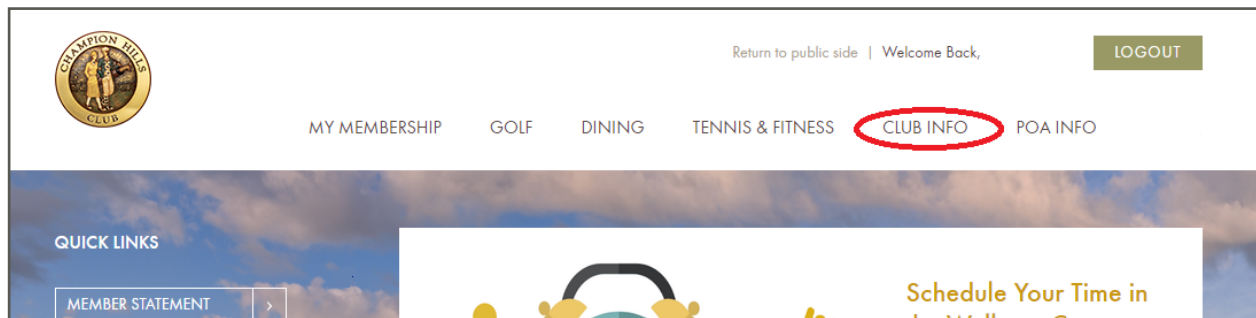 CHAMPION HILLS
CLUB
Return to public side | Welcome Back,
LOGOUT
MY MEMBERSHIP GOLF DINING TENNIS & FITNESS CLUB INFO POA INFO
QUICK LINKS
MEMBER STATEMENT >
Schedule Your Time in